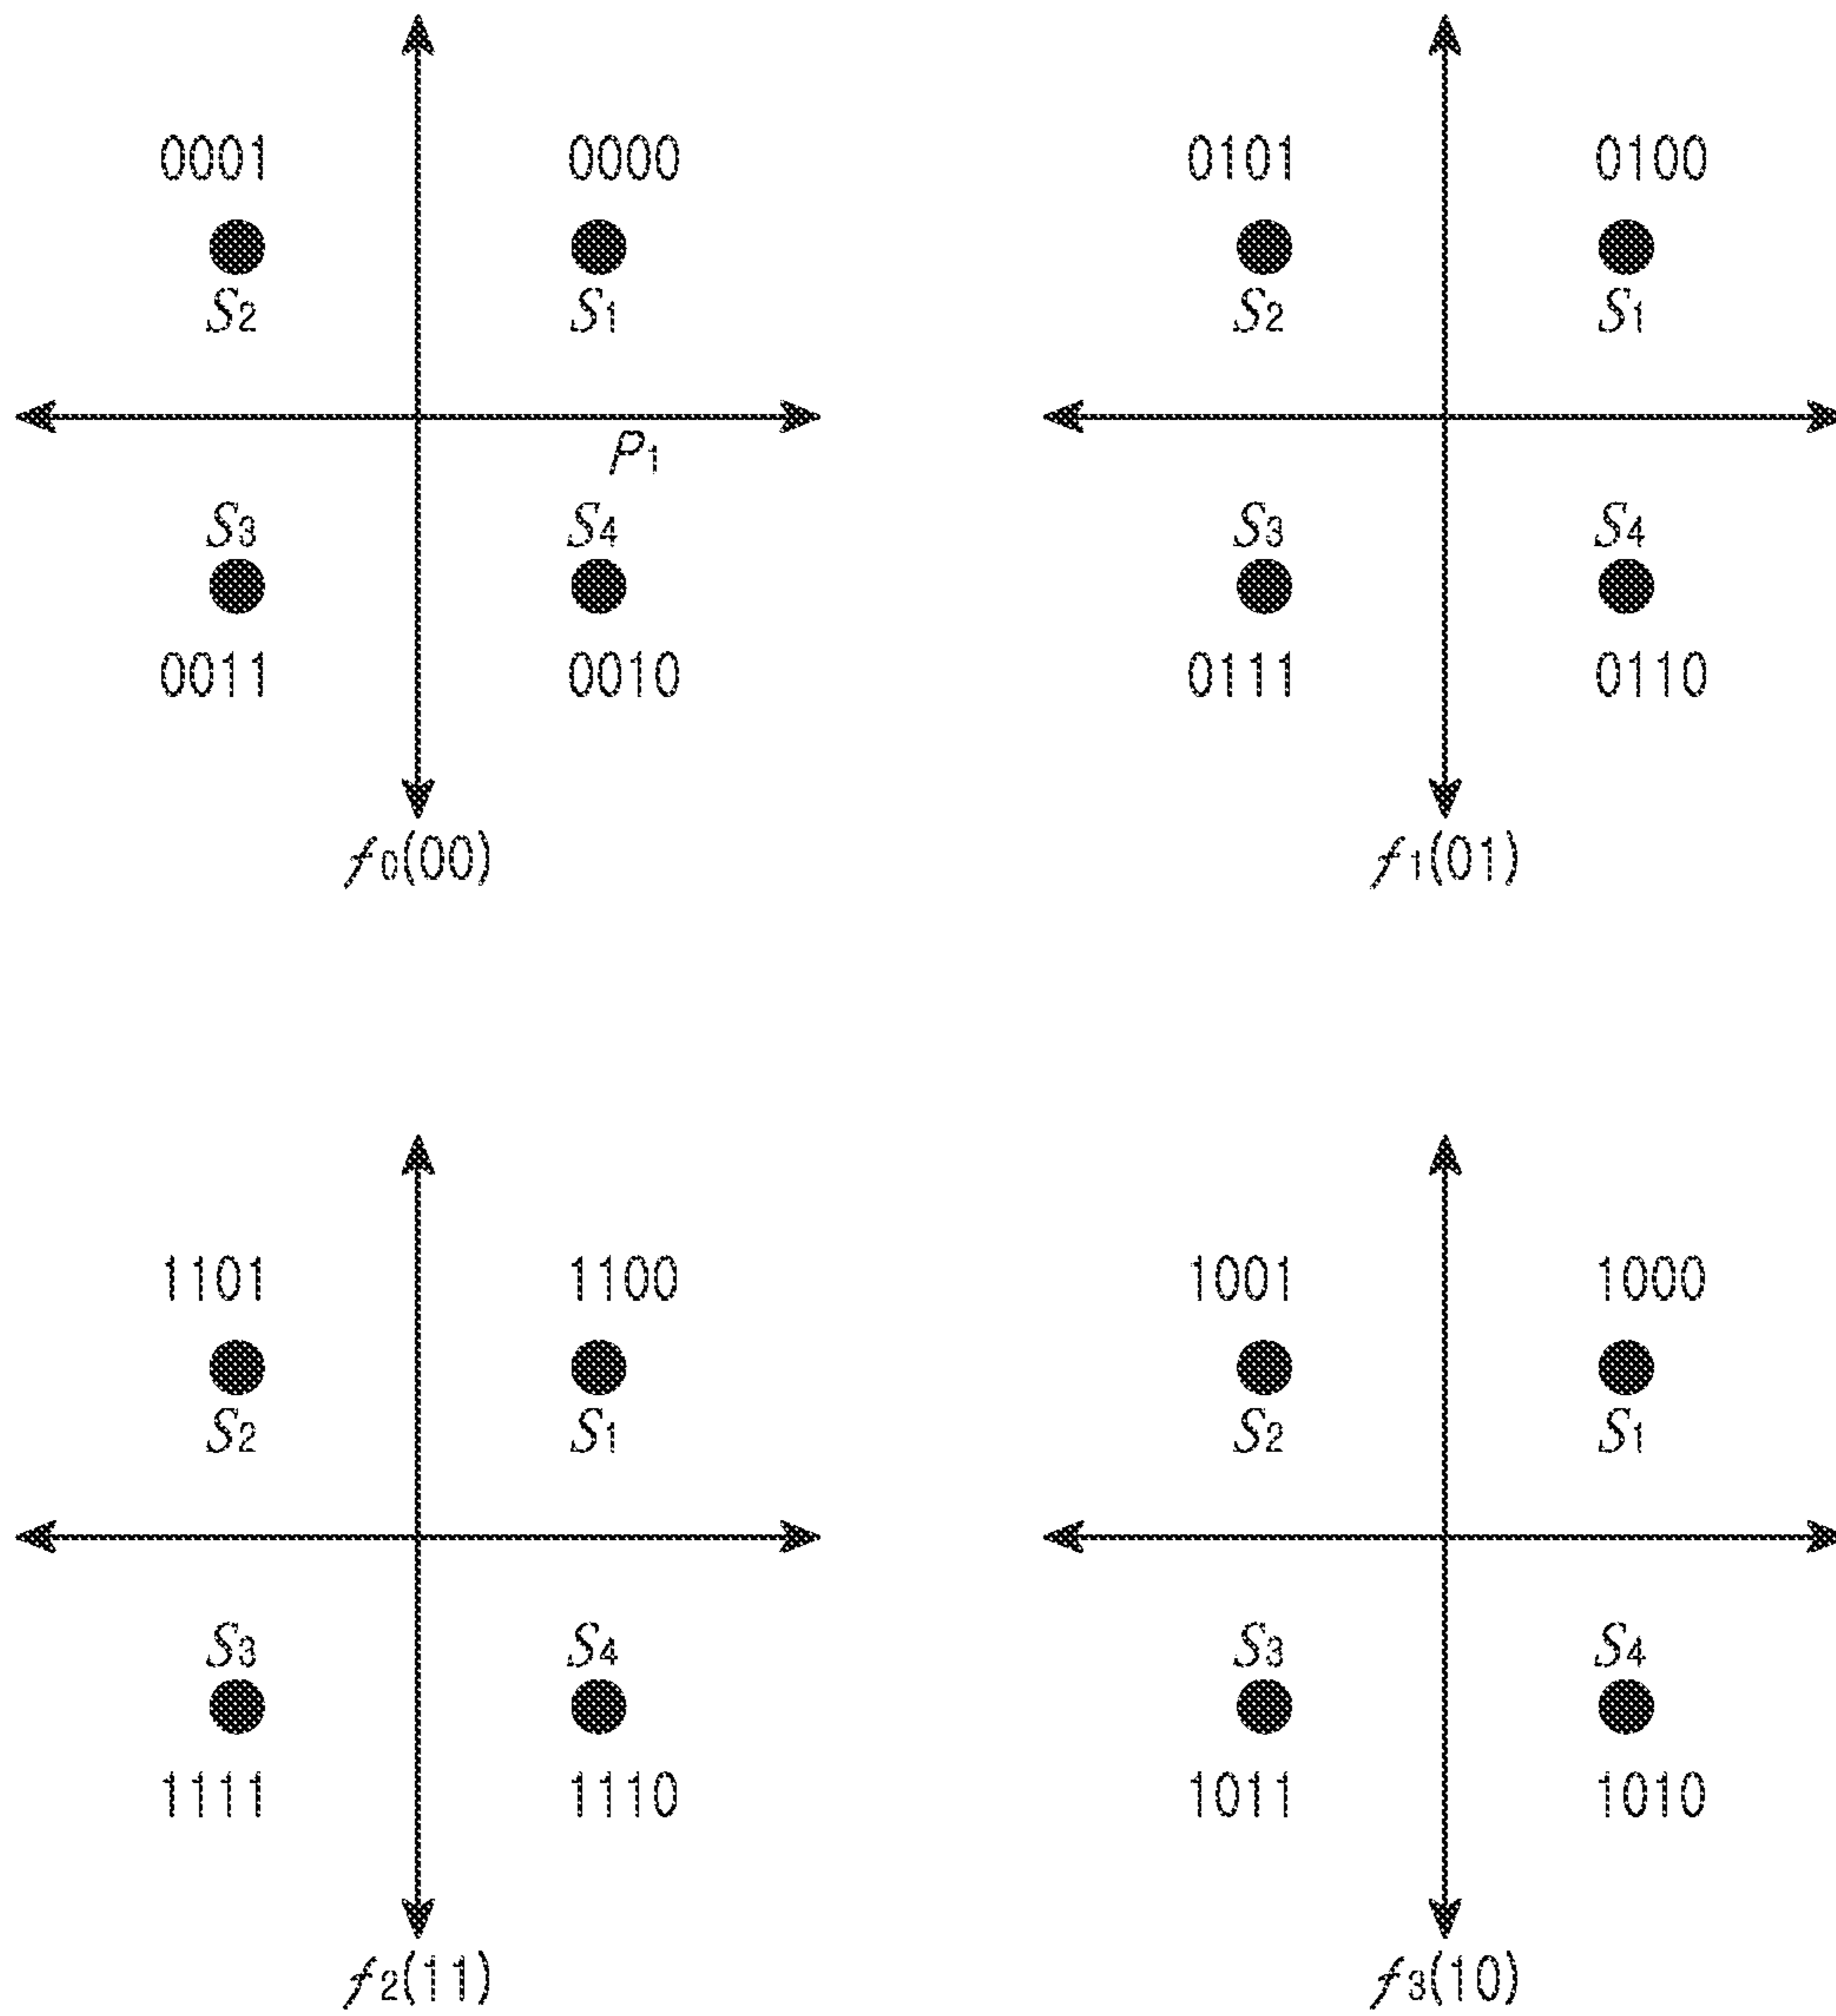 0001 0000 0101 0100
S2 S1 S2 S1
P1
S3 S4 S3 S4
0011 0010 0111 0110
f0(00) f1(01)
1101 1100 1001 1000
S2 S1 S2 S1
S3 S4 S3 S4
1111 1110 1011 1010
f2(11) f3(10)